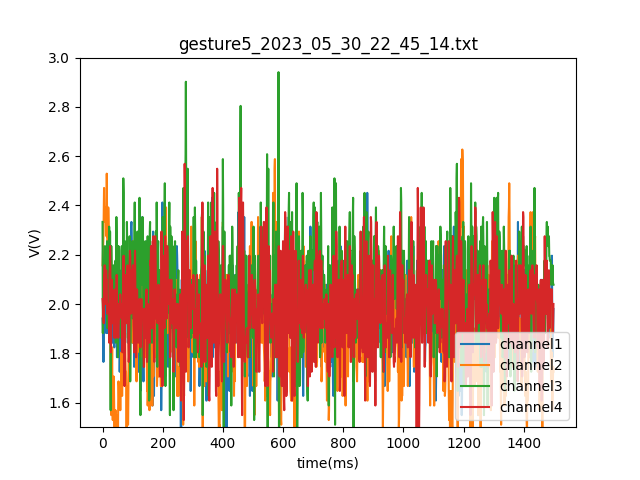 gesture5_2023_05_30_22_45_14.txt
3.0
2.8
2.6
2.4
2.2
2.0
1.8
1.6
V(V)
channel1
channel2
channel3
channel4
0 200 400 600 800 1000 1200 1400
time(ms)